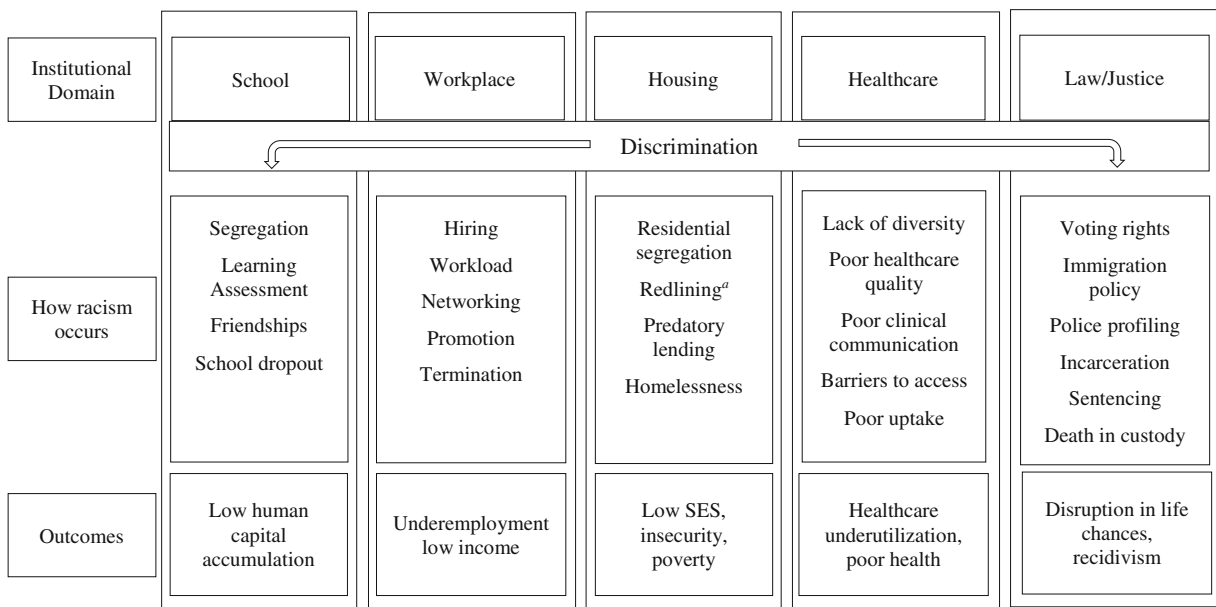 Institutional
Domain
School
Workplace
Housing
Healthcare
Law/Justice
Discrimination
How racism
occurs
Segregation
Learning
Assessment
Friendships
School dropout
Hiring
Workload
Networking
Promotion
Termination
Residential
segregation
Redlining^a
Predatory
lending
Homelessness
Lack of diversity
Poor healthcare
quality
Poor clinical
communication
Barriers to access
Poor uptake
Voting rights
Immigration
policy
Police profiling
Incarceration
Sentencing
Death in custody
Outcomes
Low human
capital
accumulation
Underemployment
low income
Low SES,
insecurity,
poverty
Healthcare
underutilization,
poor health
Disruption in life
chances,
recidivism